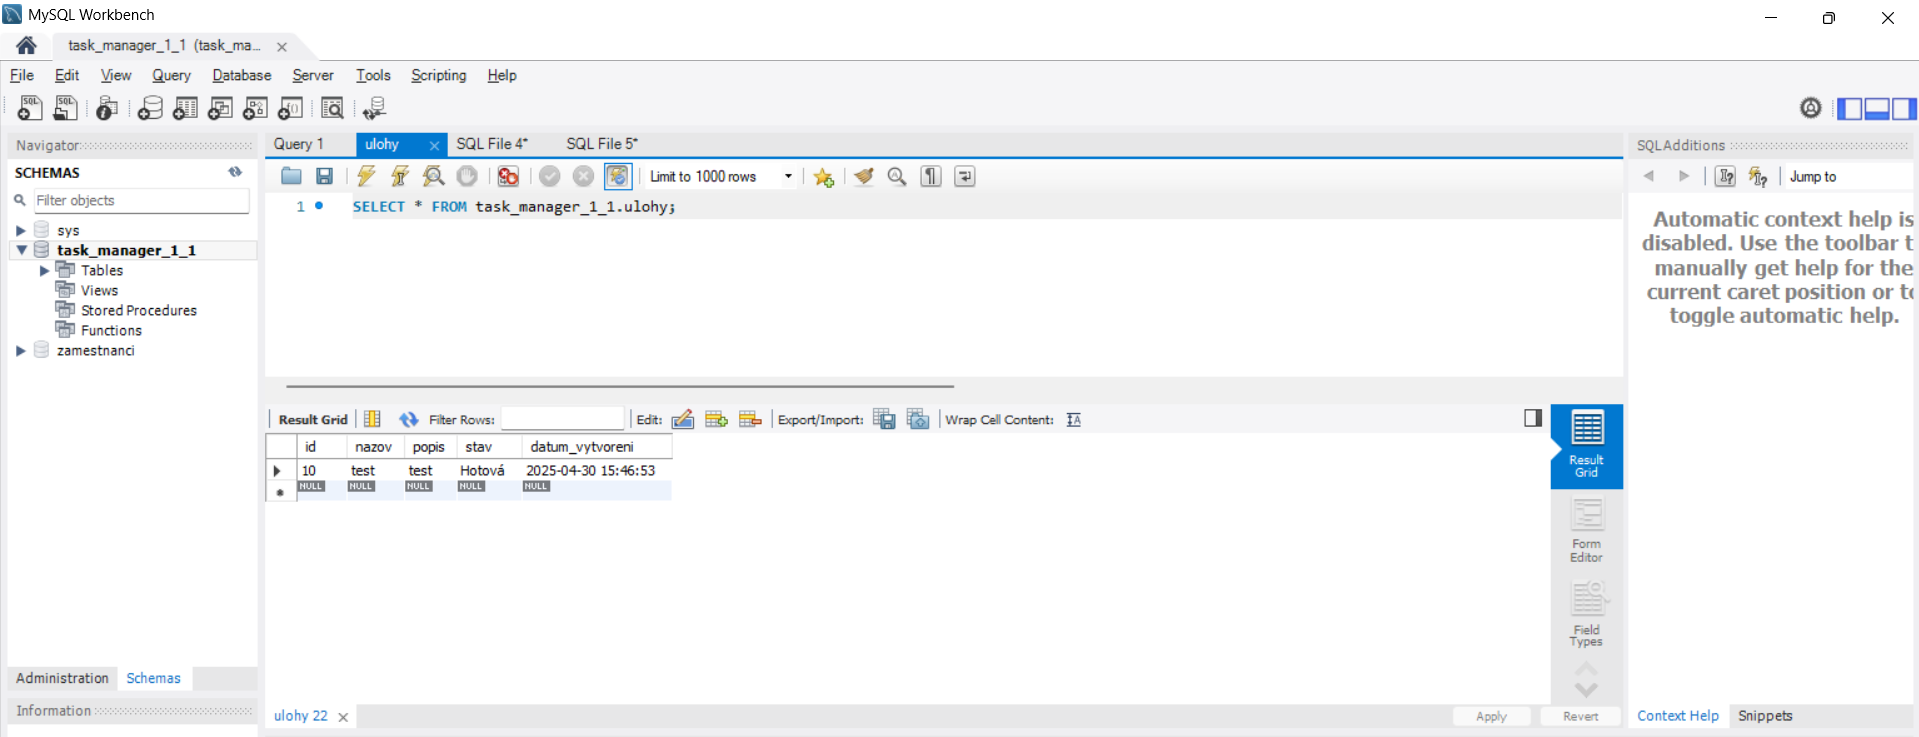 MySQL Workbench
task_manager_1_1 (task_ma...
File Edit View Query Database Server Tools Scripting Help
Navigator
SCHEMAS
Filter objects
sys
task_manager_1_1
Tables
Views
Stored Procedures
Functions
zamestnanci
Administration Schemas
Information
Query 1 ulohy SQL File 4* SQL File 5*
Limit to 1000 rows
1 SELECT * FROM task_manager_1_1.ulohy;
Result Grid Filter Rows: Edit: Export/Import: Wrap Cell Content:
id nazov popis stav datum_vytvoreni
10 test test Hotová 2025-04-30 15:46:53
NULL NULL NULL NULL NULL
Result
Grid
Form
Editor
Field
Types
ulohy 22
Apply Revert
SQLAdditions
Jump to
Automatic context help is
disabled. Use the toolbar t
manually get help for the
current caret position or to
toggle automatic help.
Context Help Snippets